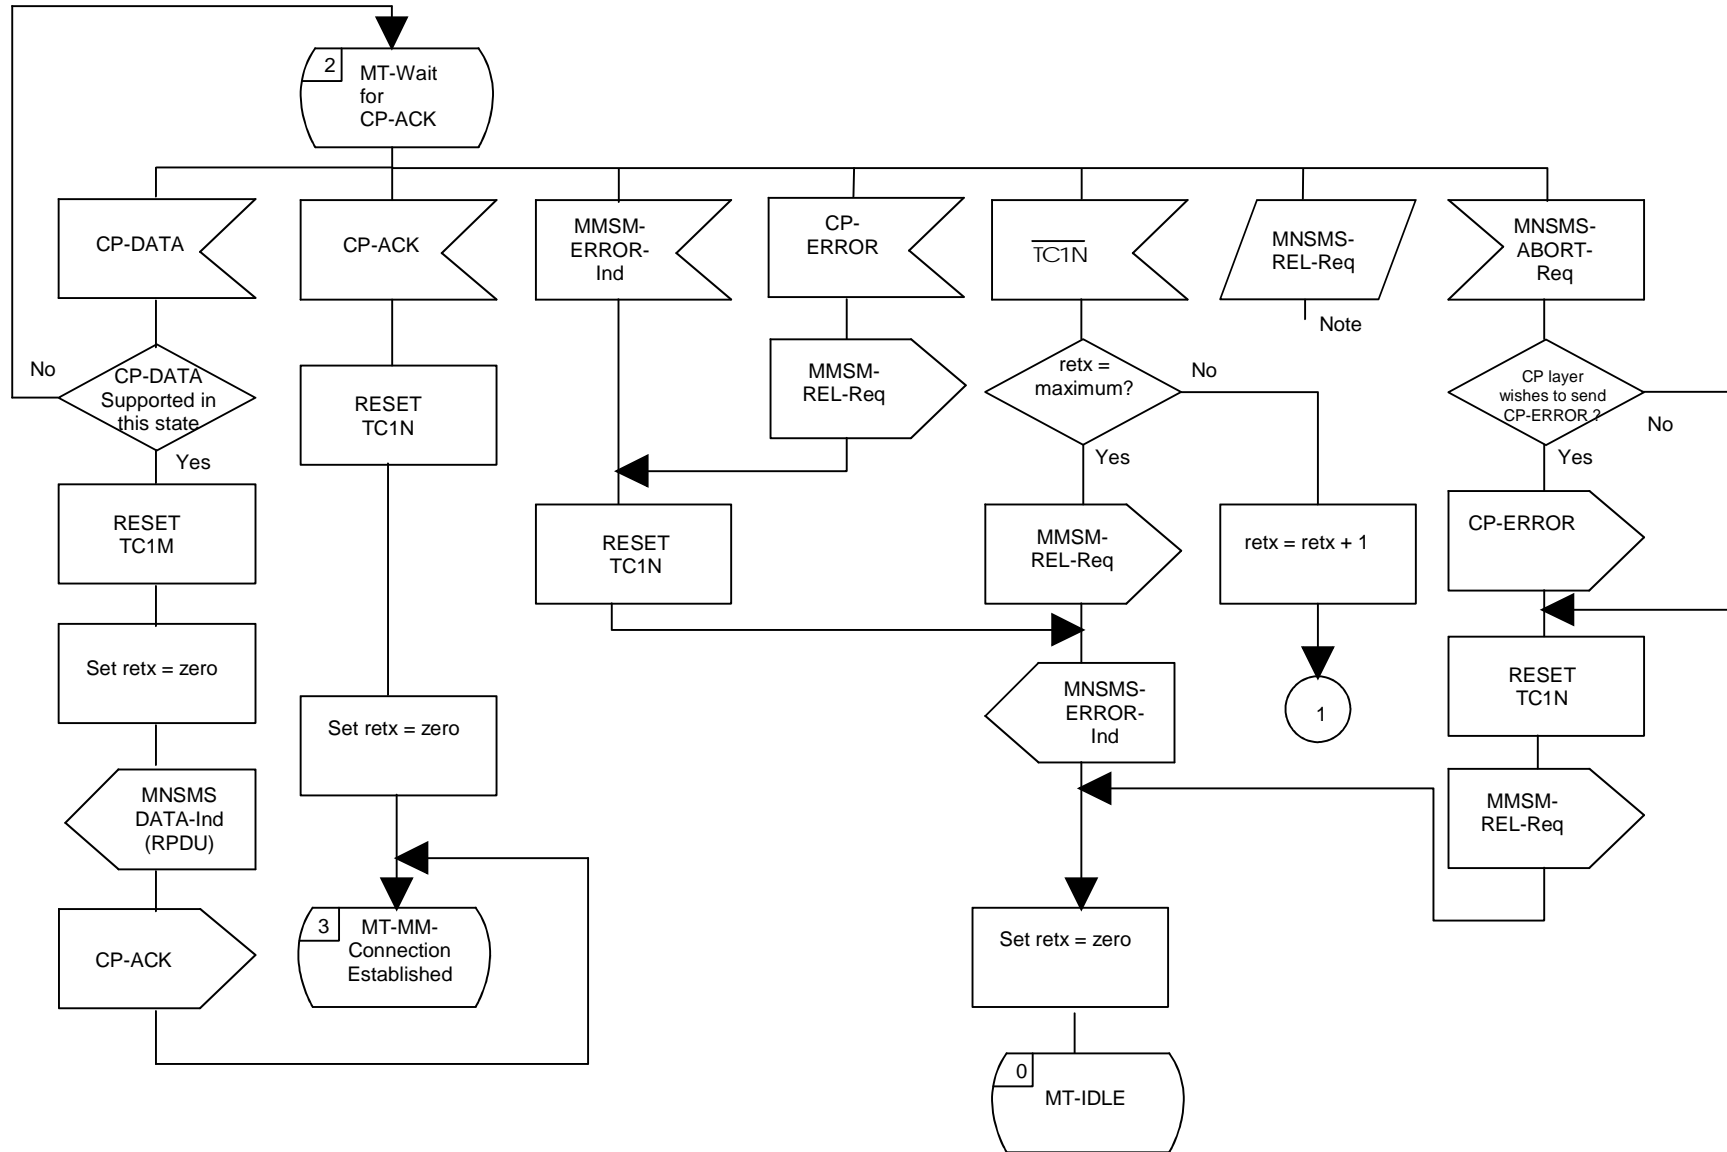 2
MT-Wait
for
CP-ACK
CP-DATA
CP-ACK
MMSM-
ERROR-
Ind
CP-
ERROR
TC1N
MNSMS-
REL-Req
MNSMS-
ABORT-
Req
Note
No
CP-DATA
Supported in
this state
Yes
RESET
TC1N
MMSM-
REL-Req
retx =
maximum?
No
Yes
CP layer
wishes to send
CP-ERROR ?
No
Yes
RESET
TC1M
RESET
TC1N
MMSM-
REL-Req
retx = retx + 1
CP-ERROR
Set retx = zero
Set retx = zero
MNSMS-
ERROR-
Ind
1
RESET
TC1N
MNSMS
DATA-Ind
(RPDU)
MMSM-
REL-Req
CP-ACK
3
MT-MM-
Connection
Established
Set retx = zero
0
MT-IDLE